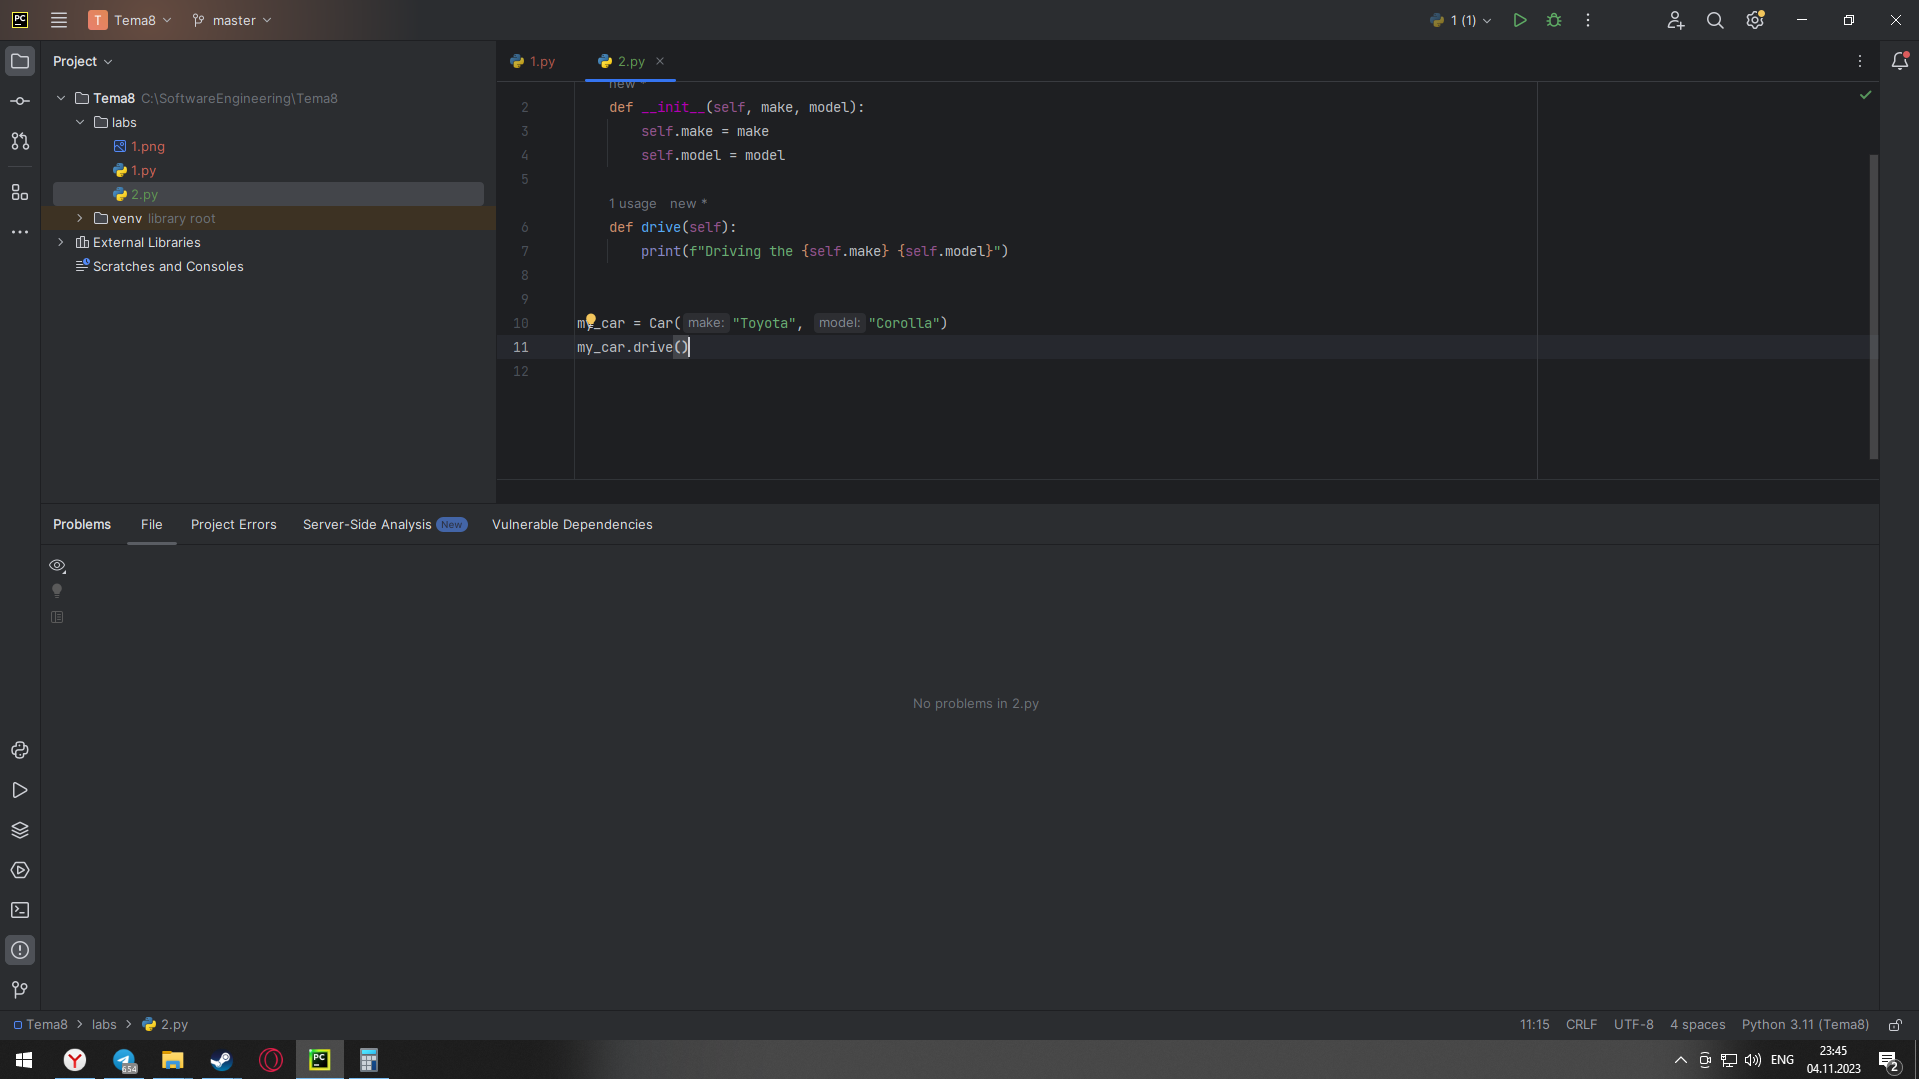 PC
T Tema8
master
1 (1)
Project
Tema8 C:\SoftwareEngineering\Tema8
labs
1.png
1.py
2.py
venv library root
External Libraries
Scratches and Consoles
1.py
2.py
new *
2 def __init__(self, make, model):
3 self.make = make
4 self.model = model
5
1 usage new *
6 def drive(self):
7 print(f"Driving the {self.make} {self.model}")
8
9
10 my_car = Car( make: "Toyota", model: "Corolla")
11 my_car.drive()
12
Problems File Project Errors Server-Side Analysis New Vulnerable Dependencies
No problems in 2.py
Tema8 > labs > 2.py
11:15 CRLF UTF-8 4 spaces Python 3.11 (Tema8)
Y
654
PC
ENG
23:45
04.11.2023
2